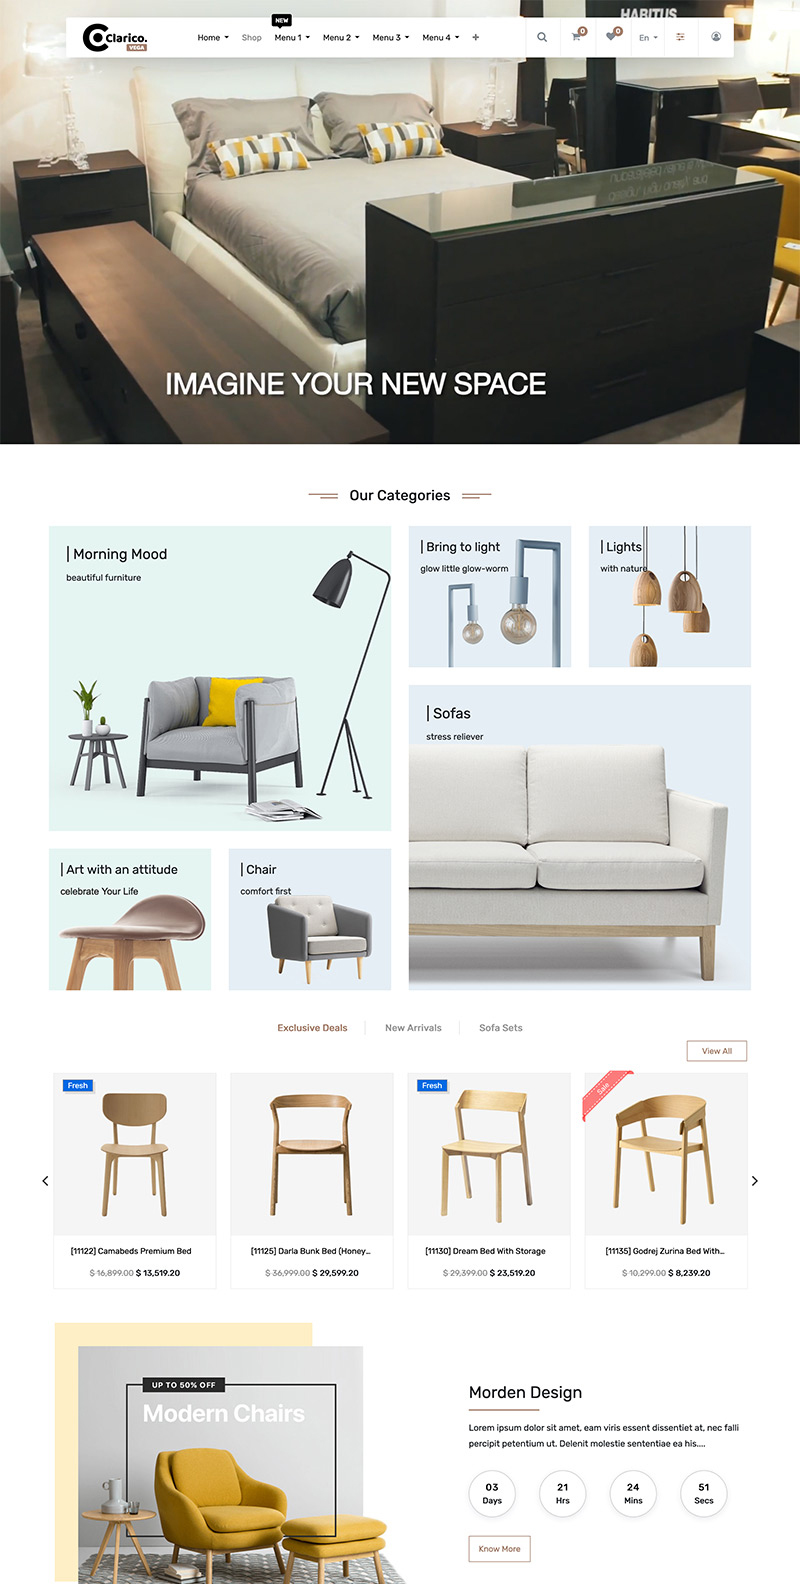 HABITUS
NEW
Clarico.
VEGA
Home Shop Menu 1 Menu 2 Menu 3 Menu 4 + 0 0 En
IMAGINE YOUR NEW SPACE
Our Categories
| Morning Mood
beautiful furniture
| Bring to light
glow little glow-worm
| Lights
with nature
| Sofas
stress reliever
| Art with an attitude
celebrate Your Life
| Chair
comfort first
Exclusive Deals New Arrivals Sofa Sets
View All
Fresh
[11122] Camabeds Premium Bed
$ 16,899.00 $ 13,519.20
[11125] Darla Bunk Bed (Honey...
$ 36,999.00 $ 29,599.20
Fresh
[11130] Dream Bed With Storage
$ 29,399.00 $ 23,519.20
Sale
[11135] Godrej Zurina Bed With...
$ 10,299.00 $ 8,239.20
UP TO 50% OFF
Modern Chairs
Morden Design
Lorem ipsum dolor sit amet, eam viris essent dissentiet at, nec falli
percipit petentium ut. Delenit molestie sententiae ea his....
03 21 24 51
Days Hrs Mins Secs
Know More